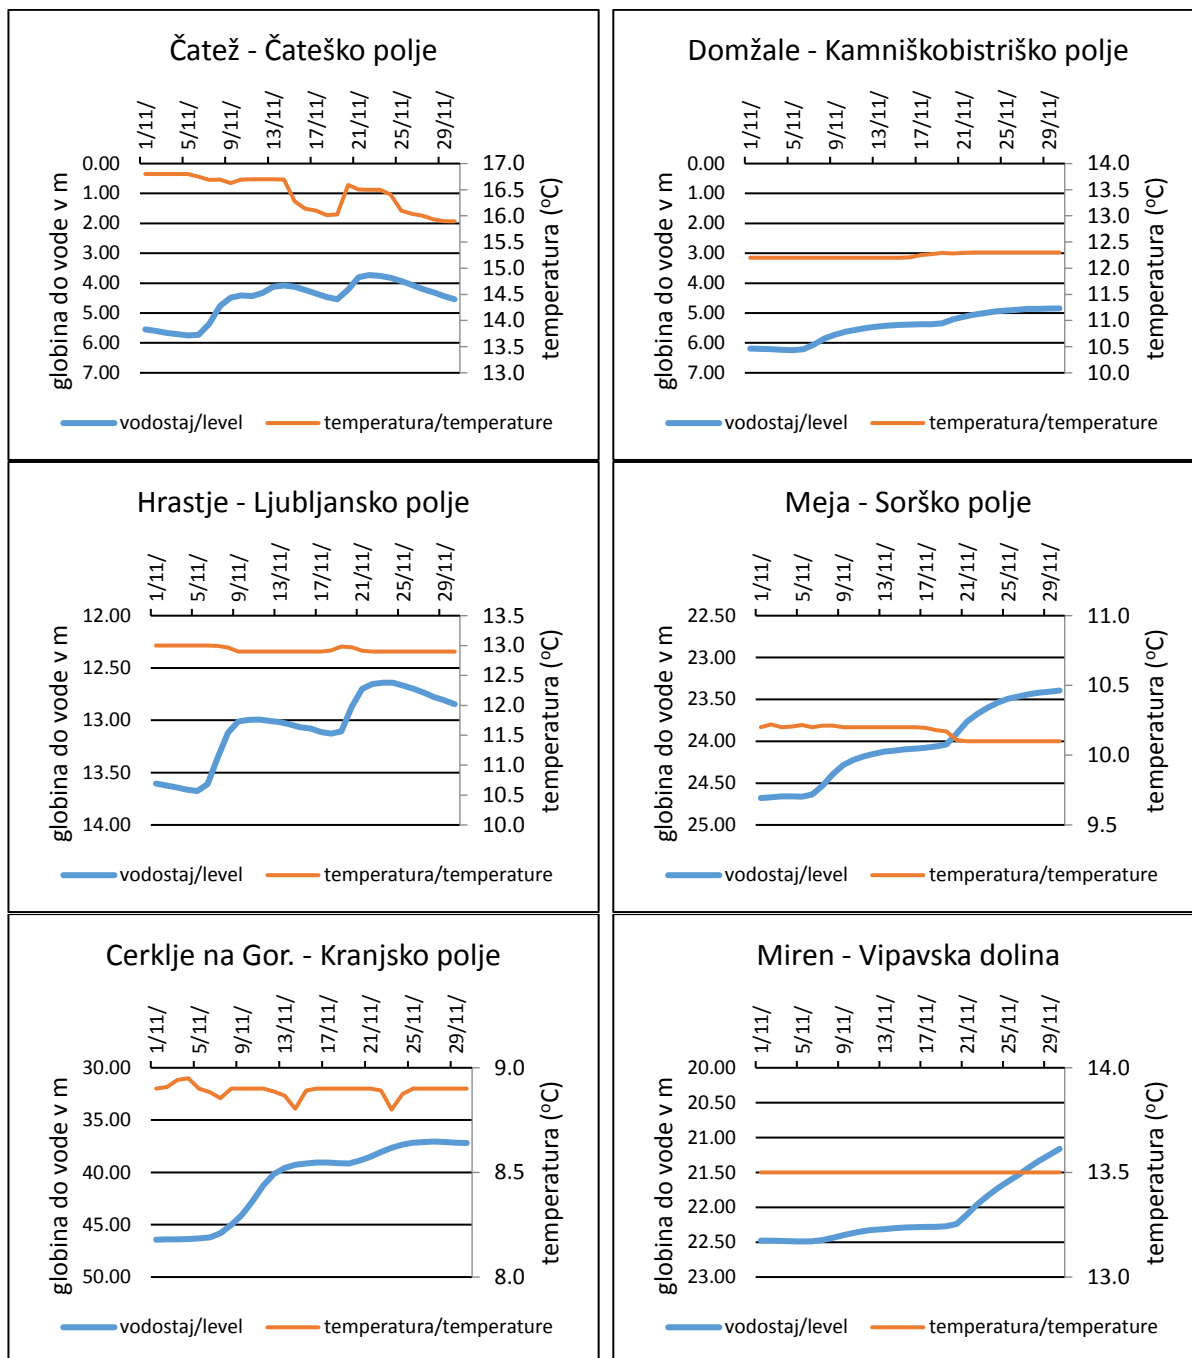 Čatež - Čateško polje
1/11/ 5/11/ 9/11/ 13/11/ 17/11/ 21/11/ 25/11/ 29/11/
globina do vode v m
0.00
1.00
2.00
3.00
4.00
5.00
6.00
7.00
17.0
16.5
16.0
15.5
15.0
14.5
14.0
13.5
13.0
temperatura (ºC)
vodostaj/level temperatura/temperature
Domžale - Kamniškobistriško polje
1/11/ 5/11/ 9/11/ 13/11/ 17/11/ 21/11/ 25/11/ 29/11/
globina do vode v m
0.00
1.00
2.00
3.00
4.00
5.00
6.00
7.00
14.0
13.5
13.0
12.5
12.0
11.5
11.0
10.5
10.0
temperatura (ºC)
vodostaj/level temperatura/temperature
Hrastje - Ljubljansko polje
1/11/ 5/11/ 9/11/ 13/11/ 17/11/ 21/11/ 25/11/ 29/11/
globina do vode v m
12.00
12.50
13.00
13.50
14.00
13.5
13.0
12.5
12.0
11.5
11.0
10.5
10.0
temperatura (ºC)
vodostaj/level temperatura/temperature
Meja - Sorško polje
1/11/ 5/11/ 9/11/ 13/11/ 17/11/ 21/11/ 25/11/ 29/11/
globina do vode v m
22.50
23.00
23.50
24.00
24.50
25.00
11.0
10.5
10.0
9.5
temperatura (ºC)
vodostaj/level temperatura/temperature
Cerklje na Gor. - Kranjsko polje
1/11/ 5/11/ 9/11/ 13/11/ 17/11/ 21/11/ 25/11/ 29/11/
globina do vode v m
30.00
35.00
40.00
45.00
50.00
9.0
8.5
8.0
temperatura (ºC)
vodostaj/level temperatura/temperature
Miren - Vipavska dolina
1/11/ 5/11/ 9/11/ 13/11/ 17/11/ 21/11/ 25/11/ 29/11/
globina do vode v m
20.00
20.50
21.00
21.50
22.00
22.50
23.00
14.0
13.5
13.0
temperatura (ºC)
vodostaj/level temperatura/temperature